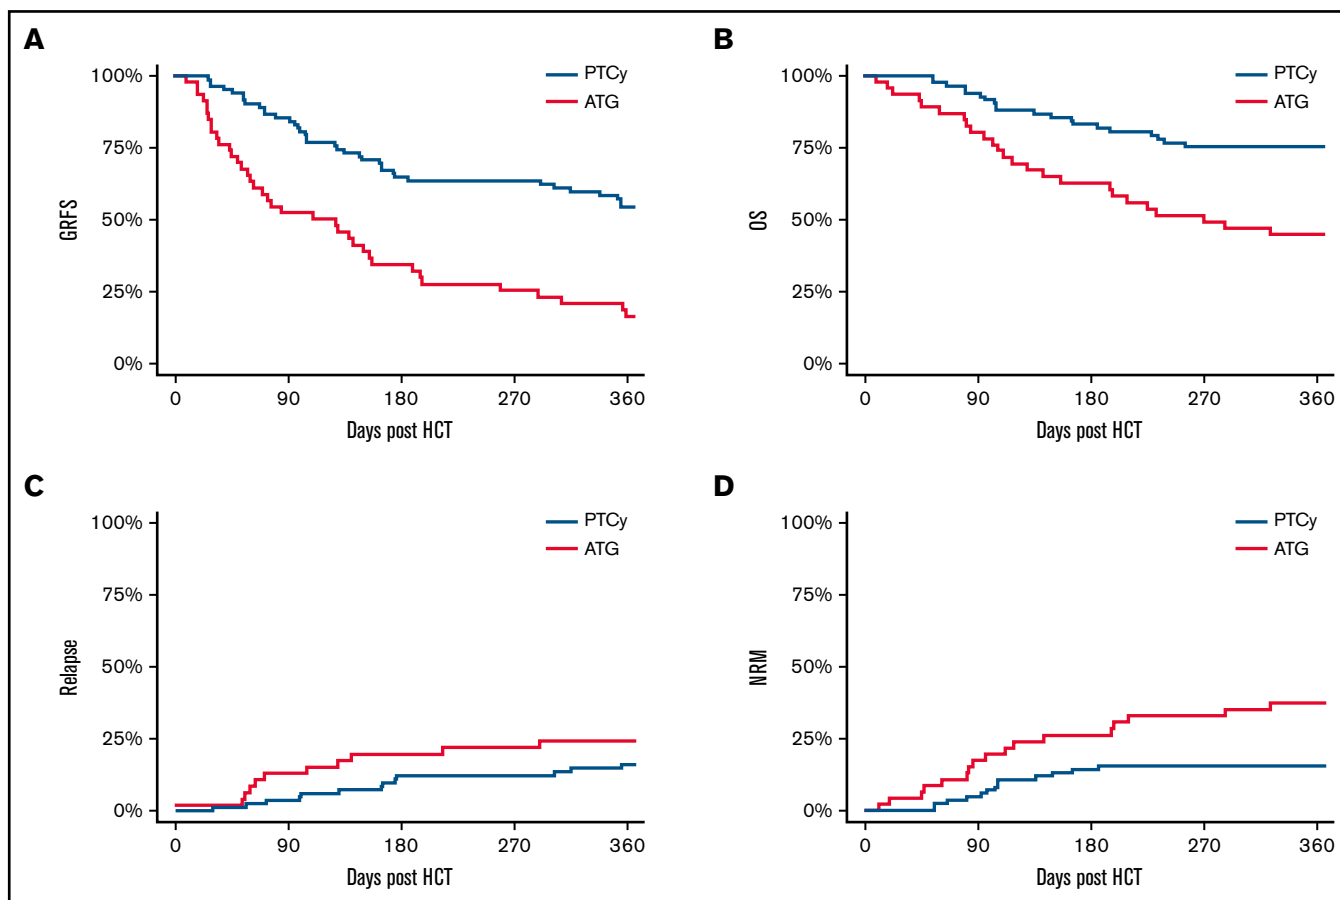 A
100%
75%
50%
25%
0%
GRFS
PTCy
ATG
0 90 180 270 360
Days post HCT
B
100%
75%
50%
25%
0%
OS
PTCy
ATG
0 90 180 270 360
Days post HCT
C
100%
75%
50%
25%
0%
Relapse
PTCy
ATG
0 90 180 270 360
Days post HCT
D
100%
75%
50%
25%
0%
NRM
PTCy
ATG
0 90 180 270 360
Days post HCT